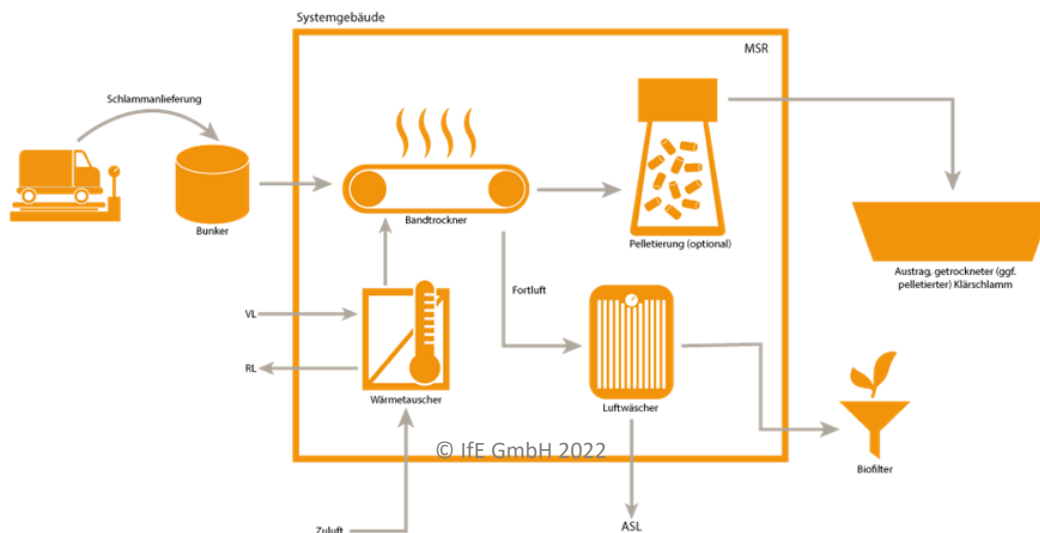 Systemgebäude
MSR
Schlammanlieferung
Bunker
Bandtrockner
Pelletierung (optional)
Austrag, getrockneter (ggf.
pelletierter) Klärschlamm
Fortluft
VL
RL
Wärmetauscher
Luftwäscher
© IfE GmbH 2022
Biofilter
Zuluft
ASL